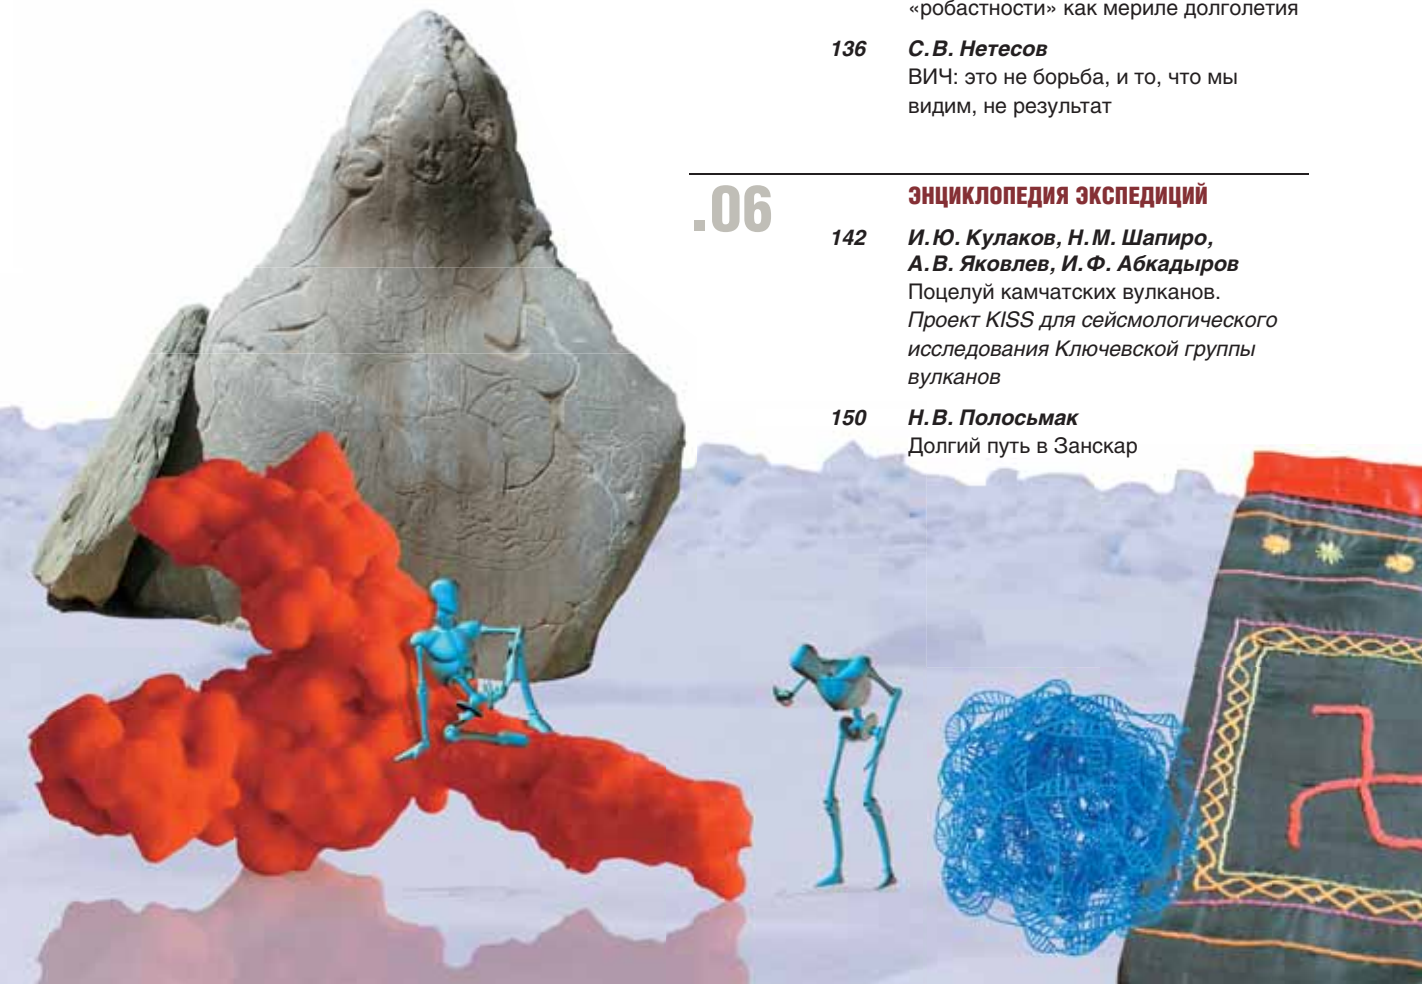 «робастности» как мериле долголетия
136 С. В. Нетесов
ВИЧ: это не борьба, и то, что мы
видим, не результат
.06 ЭНЦИКЛОПЕДИЯ ЭКСПЕДИЦИЙ
142 И. Ю. Кулаков, Н. М. Шапиро,
А. В. Яковлев, И. Ф. Абкадыров
Поцелуй камчатских вулканов.
Проект KISS для сейсмологического
исследования Ключевской группы
вулканов
150 Н. В. Полосьмак
Долгий путь в Занскар